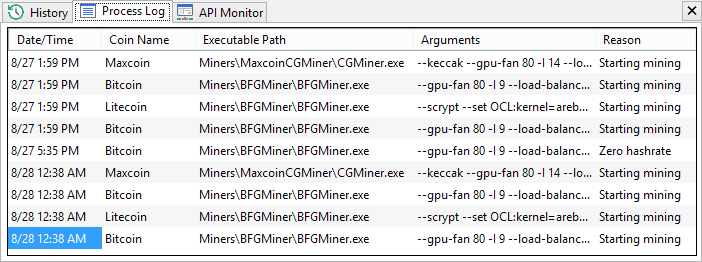 History Process Log API Monitor
Date/Time Coin Name Executable Path Arguments Reason
8/27 1:59 PM Maxcoin Miners\MaxcoinCGMiner\CGMiner.exe --keccak --gpu-fan 80 -I 14 --lo... Starting mining
8/27 1:59 PM Bitcoin Miners\BFGMiner\BFGMiner.exe --gpu-fan 80 -I 9 --load-balanc... Starting mining
8/27 1:59 PM Litecoin Miners\BFGMiner\BFGMiner.exe --scrypt --set OCL:kernel=areb... Starting mining
8/27 1:59 PM Bitcoin Miners\BFGMiner\BFGMiner.exe --gpu-fan 80 -I 9 --load-balanc... Starting mining
8/27 5:35 PM Bitcoin Miners\BFGMiner\BFGMiner.exe --gpu-fan 80 -I 9 --load-balanc... Zero hashrate
8/28 12:38 AM Maxcoin Miners\MaxcoinCGMiner\CGMiner.exe --keccak --gpu-fan 80 -I 14 --lo... Starting mining
8/28 12:38 AM Bitcoin Miners\BFGMiner\BFGMiner.exe --gpu-fan 80 -I 9 --load-balanc... Starting mining
8/28 12:38 AM Litecoin Miners\BFGMiner\BFGMiner.exe --scrypt --set OCL:kernel=areb... Starting mining
8/28 12:38 AM Bitcoin Miners\BFGMiner\BFGMiner.exe --gpu-fan 80 -I 9 --load-balanc... Starting mining